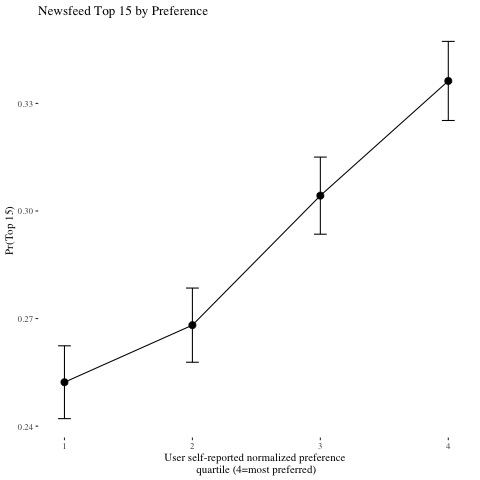 Newsfeed Top 15 by Preference
0.33
0.30
0.27
0.24
Pr(Top 15)
1 2 3 4
User self-reported normalized preference
quartile (4=most preferred)